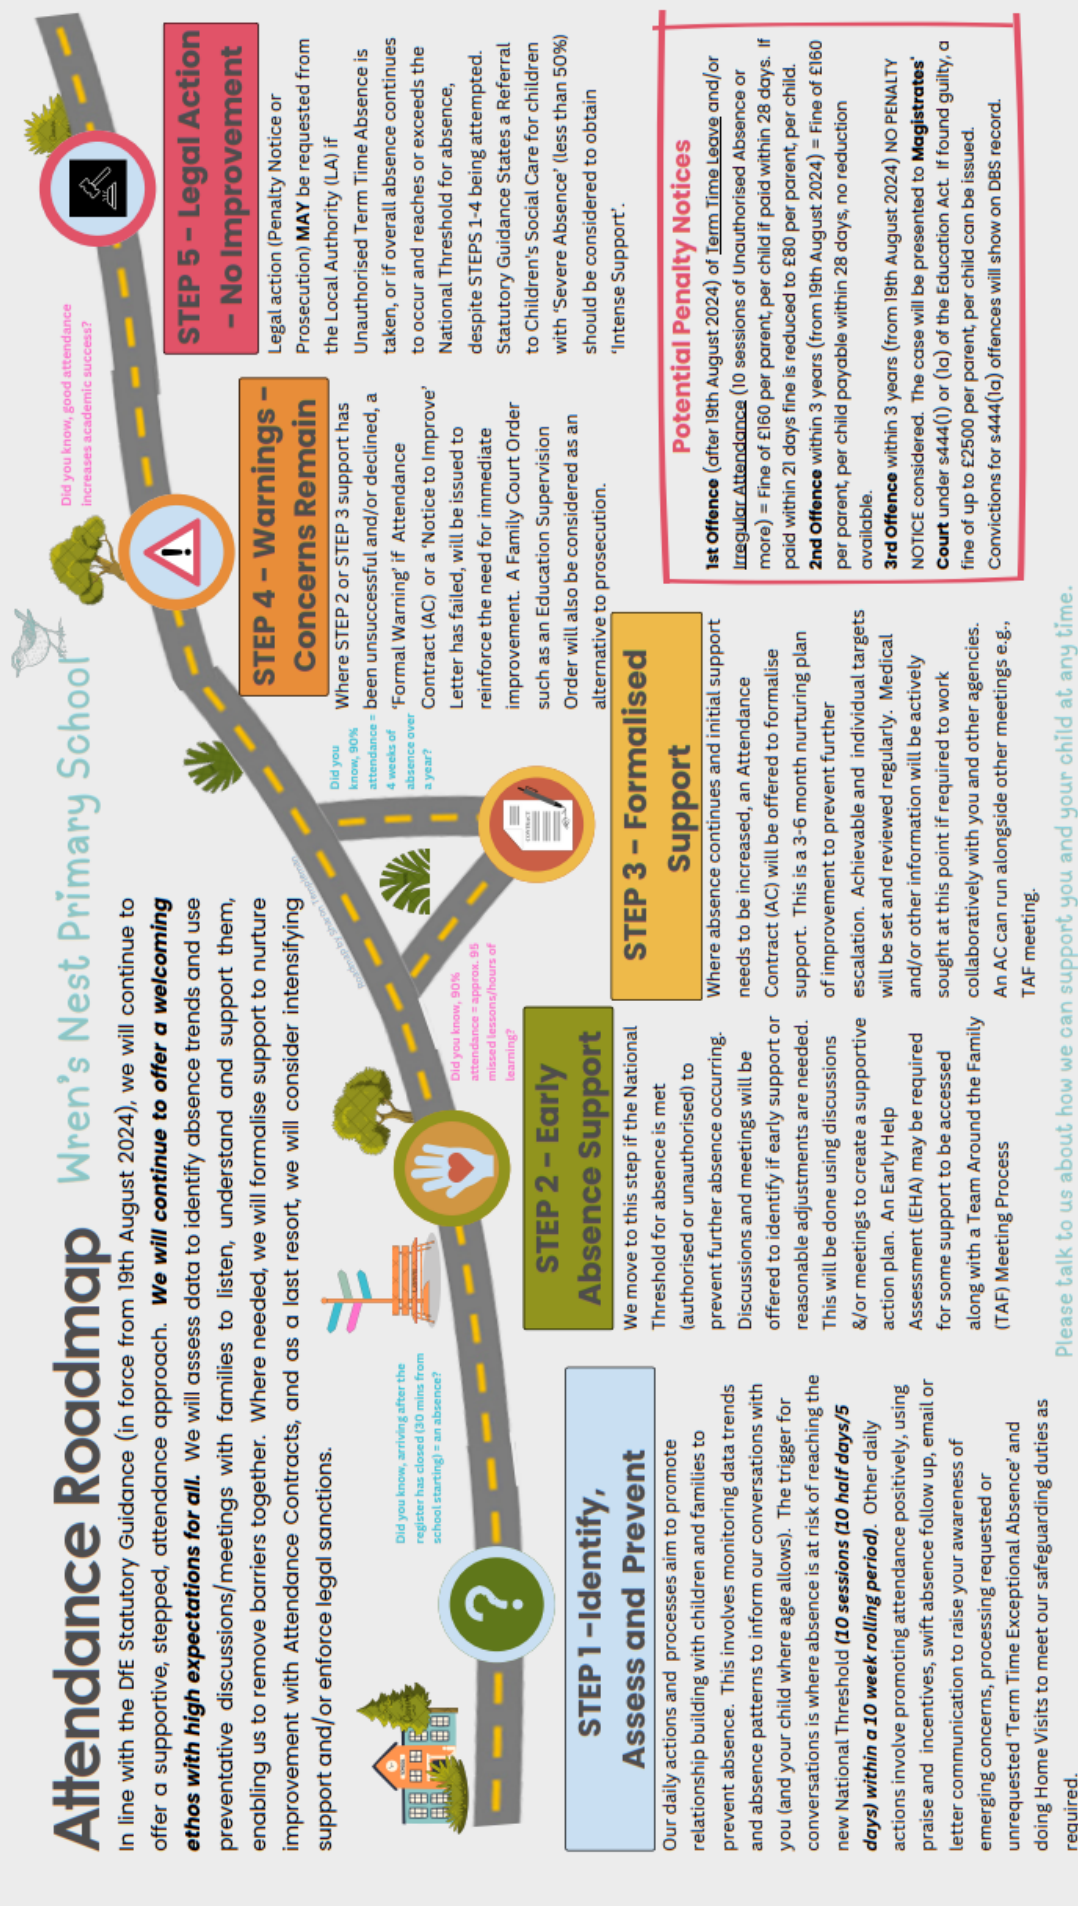 Attendance Roadmap
Wren's Nest Primary School
In line with the DfE Statutory Guidance (in force from 19th August 2024), we will continue to
offer a supportive, stepped, attendance approach. We will continue to offer a welcoming
ethos with high expectations for all. We will assess data to identify absence trends and use
preventative discussions/meetings with families to listen, understand and support them,
enabling us to remove barriers together. Where needed, we will formalise support to nurture
improvement with Attendance Contracts, and as a last resort, we will consider intensifying
support and/or enforce legal sanctions.
Did you know, arriving after the
register has closed (30 mins from
school starting) = an absence?
STEP 1 -Identify,
Assess and Prevent
Our daily actions and processes aim to promote
relationship building with children and families to
prevent absence. This involves monitoring data trends
and absence patterns to inform our conversations with
you (and your child where age allows). The trigger for
conversations is where absence is at risk of reaching the
new National Threshold (10 sessions (10 half days/5
days) within a 10 week rolling period). Other daily
actions involve promoting attendance positively, using
praise and incentives, swift absence follow up, email or
letter communication to raise your awareness of
emerging concerns, processing requested or
unrequested 'Term Time Exceptional Absence' and
doing Home Visits to meet our safeguarding duties as
required.
STEP 2 - Early
Absence Support
We move to this step if the National
Threshold for absence is met
(authorised or unauthorised) to
prevent further absence occurring.
Discussions and meetings will be
offered to identify if early support or
reasonable adjustments are needed.
This will be done using discussions
&/or meetings to create a supportive
action plan. An Early Help
Assessment (EHA) may be required
for some support to be accessed
along with a Team Around the Family
(TAF) Meeting Process
Did you know, 90%
attendance = approx. 95
missed lessons/hours of
learning?
Roadmap by Sharon
CONTRACT
STEP 3 - Formalised
Support
Where absence continues and initial support
needs to be increased, an Attendance
Contract (AC) will be offered to formalise
support. This is a 3-6 month nurturing plan
of improvement to prevent further
escalation. Achievable and individual targets
will be set and reviewed regularly. Medical
and/or other information will be actively
sought at this point if required to work
collaboratively with you and other agencies.
An AC can run alongside other meetings e.g.,
TAF meeting.
Did you
know, 90%
attendance =
4 weeks of
absence over
a year?
STEP 4 - Warnings -
Concerns Remain
Where STEP 2 or STEP 3 support has
been unsuccessful and/or declined, a
'Formal Warning' if Attendance
Contract (AC) or a 'Notice to Improve'
Letter has failed, will be issued to
reinforce the need for immediate
improvement. A Family Court Order
such as an Education Supervision
Order will also be considered as an
alternative to prosecution.
Did you know, good attendance
increases academic success?
STEP 5 - Legal Action
- No Improvement
Legal action (Penalty Notice or
Prosecution) MAY be requested from
the Local Authority (LA) if
Unauthorised Term Time Absence is
taken, or if overall absence continues
to occur and reaches or exceeds the
National Threshold for absence,
despite STEPS 1-4 being attempted.
Statutory Guidance States a Referral
to Children's Social Care for children
with 'Severe Absence' (less than 50%)
should be considered to obtain
'Intense Support'.
Potential Penalty Notices
1st Offence (after 19th August 2024) of Term Time Leave and/or
Irregular Attendance (10 sessions of Unauthorised Absence or
more) = Fine of £160 per parent, per child if paid within 28 days. If
paid within 21 days fine is reduced to £80 per parent, per child.
2nd Offence within 3 years (from 19th August 2024) = Fine of £160
per parent, per child payable within 28 days, no reduction
available.
3rd Offence within 3 years (from 19th August 2024) NO PENALTY
NOTICE considered. The case will be presented to Magistrates'
Court under s444(1) or (1a) of the Education Act. If found guilty, a
fine of up to £2500 per parent, per child can be issued.
Convictions for s444(1a) offences will show on DBS record.
Please talk to us about how we can support you and your child at any time.